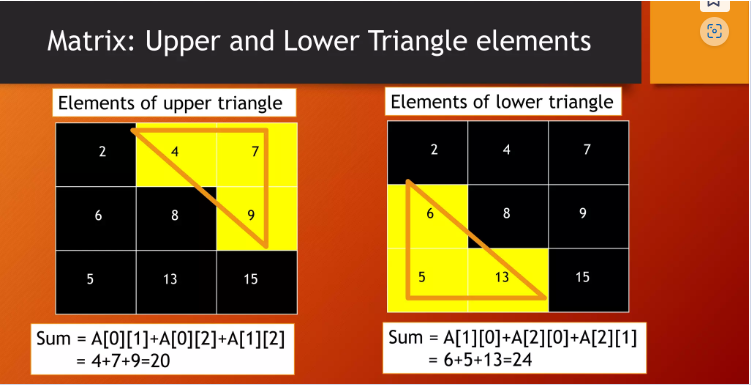 Matrix: Upper and Lower Triangle elements
Elements of upper triangle
2 4 7
6 8 9
5 13 15
Sum = A[0][1]+A[0][2]+A[1][2]
= 4+7+9=20
Elements of lower triangle
2 4 7
6 8 9
5 13 15
Sum = A[1][0]+A[2][0]+A[2][1]
= 6+5+13=24